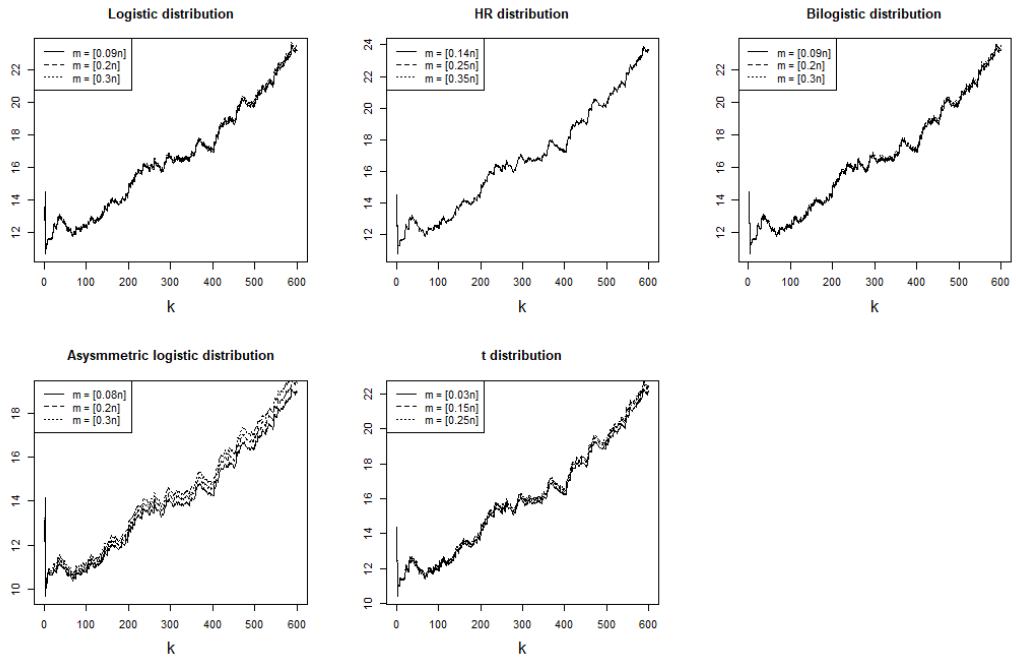 Logistic distribution
m = [0.09n]
m = [0.2n]
m = [0.3n]
12 14 16 18 20 22
0 100 200 300 400 500 600
k
HR distribution
m = [0.14n]
m = [0.25n]
m = [0.35n]
12 14 16 18 20 22 24
0 100 200 300 400 500 600
k
Bilogistic distribution
m = [0.09n]
m = [0.2n]
m = [0.3n]
12 14 16 18 20 22
0 100 200 300 400 500 600
k
Asysmmetric logistic distribution
m = [0.08n]
m = [0.2n]
m = [0.3n]
10 12 14 16 18
0 100 200 300 400 500 600
k
t distribution
m = [0.03n]
m = [0.15n]
m = [0.25n]
10 12 14 16 18 20 22
0 100 200 300 400 500 600
k